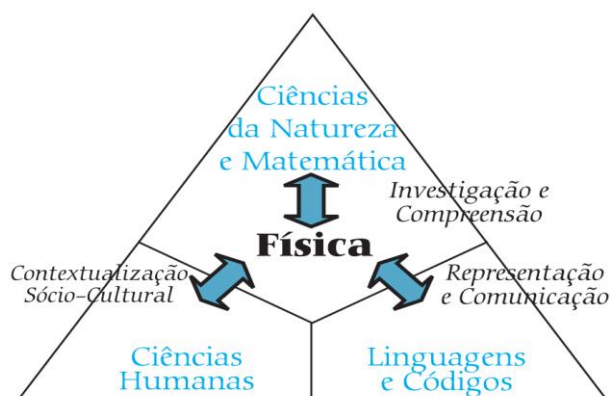 Ciências
da Natureza
e Matemática
Investigação e
Compreensão
Física
Contextualização
Sócio-Cultural
Representação
e Comunicação
Ciências
Humanas
Linguagens
e Códigos